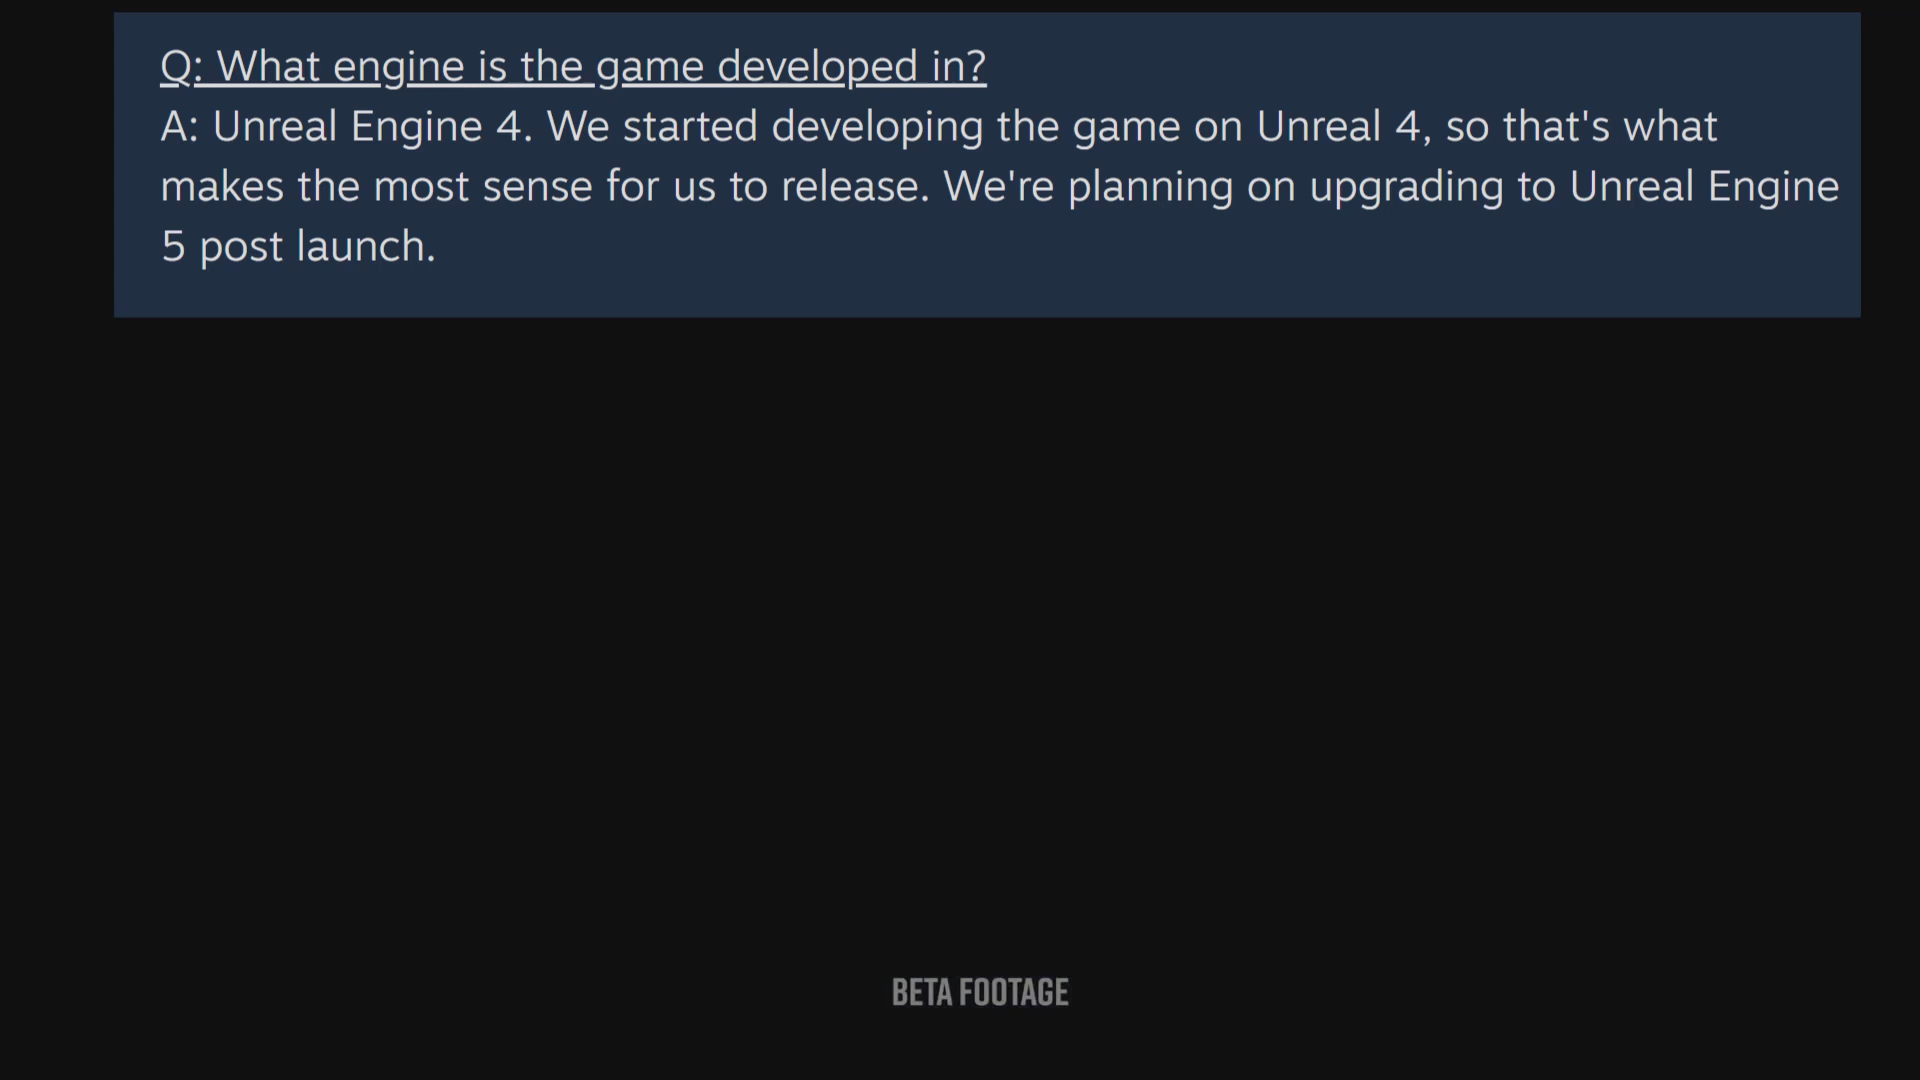 Q: What engine is the game developed in?
A: Unreal Engine 4. We started developing the game on Unreal 4, so that's what
makes the most sense for us to release. We're planning on upgrading to Unreal Engine
5 post launch.
BETA FOOTAGE